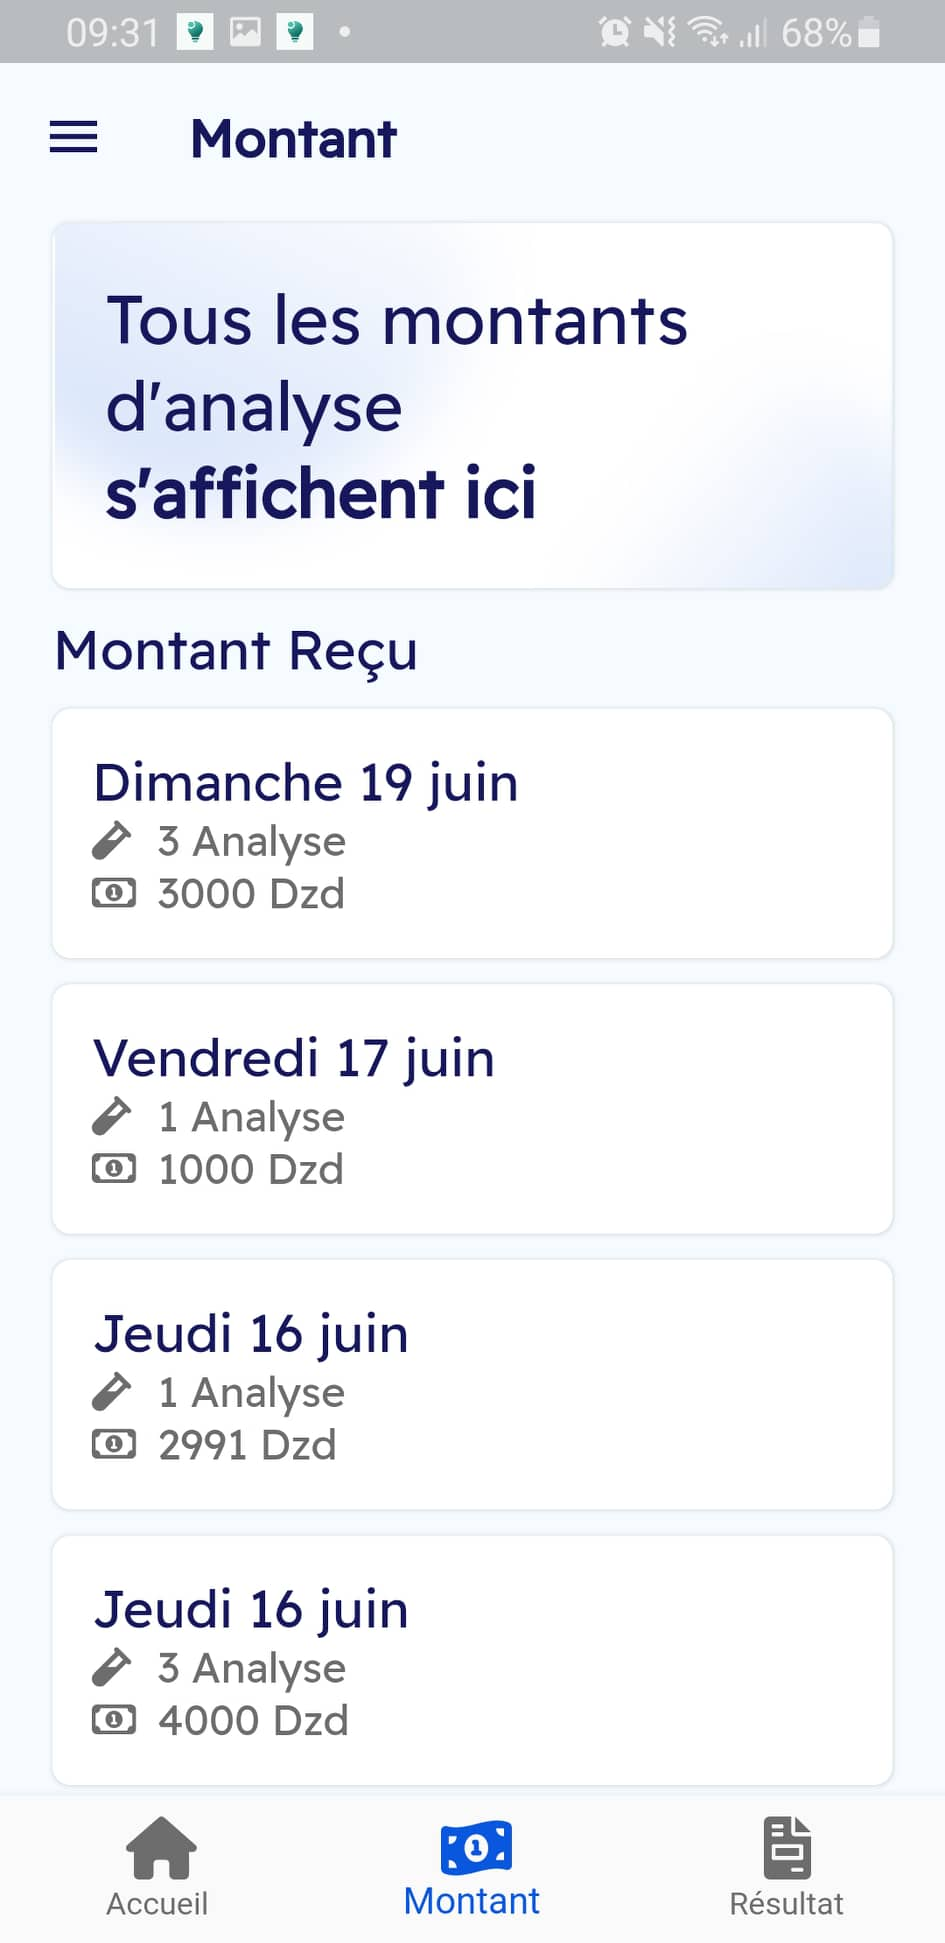 09:31
68%
Montant
Tous les montants
d'analyse
s'affichent ici
Montant Reçu
Dimanche 19 juin
3 Analyse
3000 Dzd
Vendredi 17 juin
1 Analyse
1000 Dzd
Jeudi 16 juin
1 Analyse
2991 Dzd
Jeudi 16 juin
3 Analyse
4000 Dzd
Accueil
Montant
Résultat